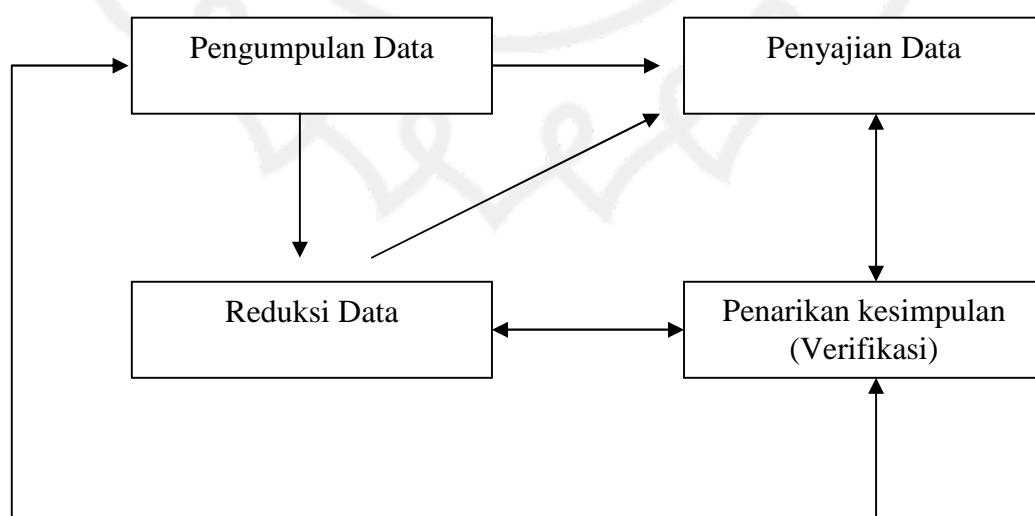 Pengumpulan Data
Penyajian Data
Reduksi Data
Penarikan kesimpulan
(Verifikasi)